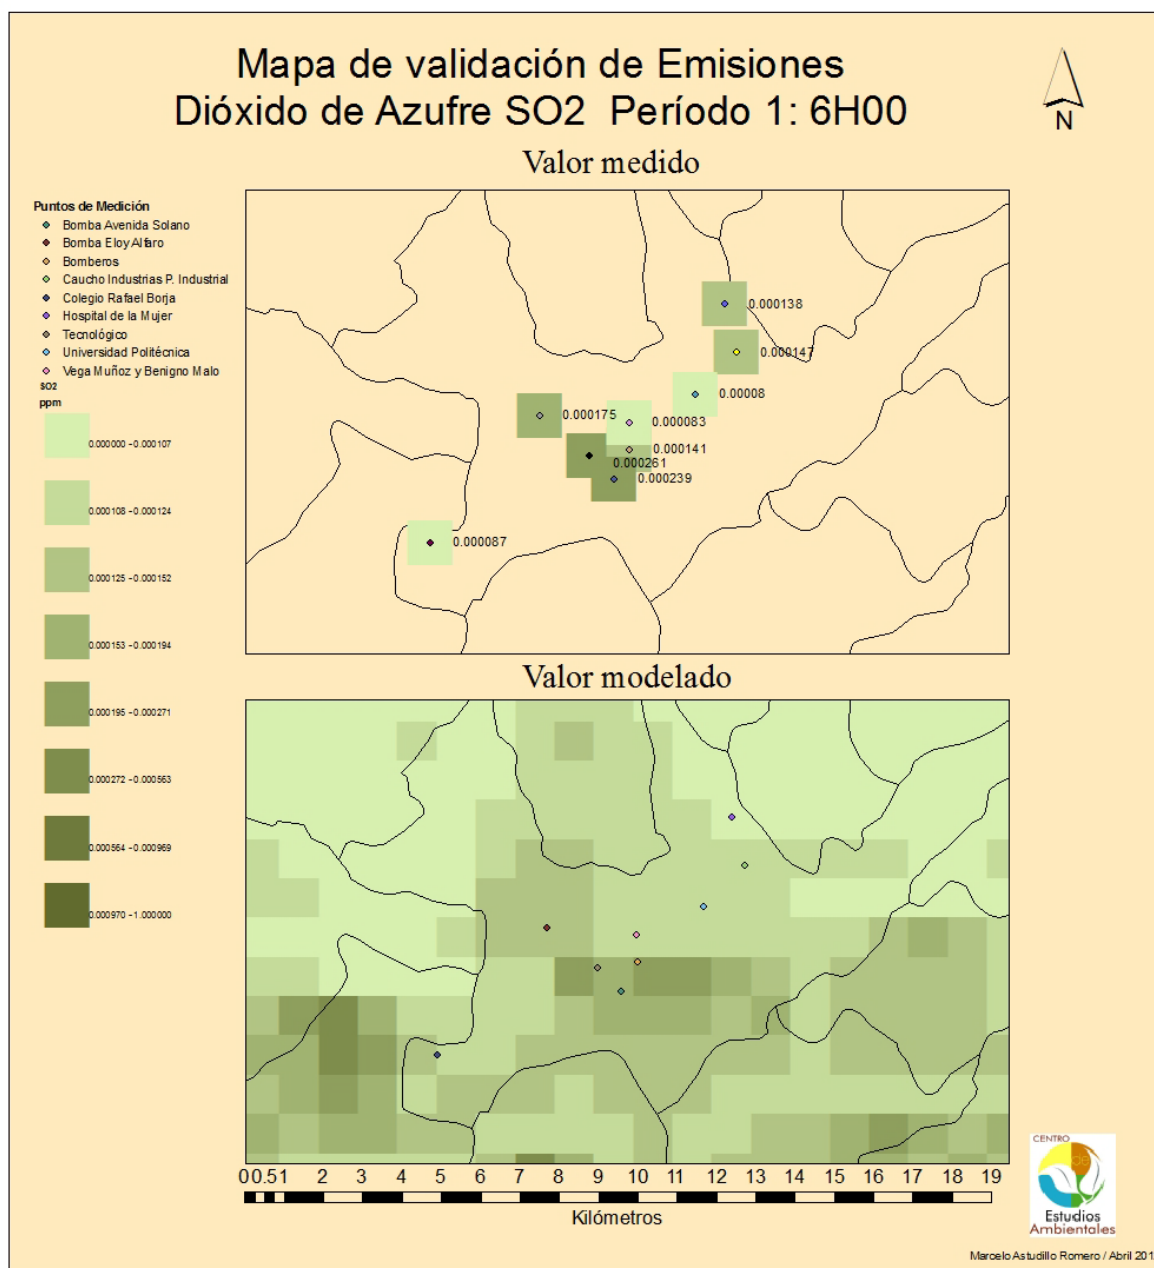 Mapa de validación de Emisiones
Dióxido de Azufre SO2 Período 1: 6H00
N
Valor medido
Puntos de Medición
Bomba Avenida Solano
Bomba Eloy Alfaro
Bomberos
Caucho Industrias P. Industrial
Colegio Rafael Borja
Hospital de la Mujer
Tecnológico
Universidad Politécnica
Vega Muñoz y Benigno Malo
SO2
ppm
0.000000 - 0.000107
0.000108 - 0.000124
0.000125 - 0.000152
0.000153 - 0.000194
0.000195 - 0.000271
0.000272 - 0.000563
0.000564 - 0.000969
0.000970 - 1.000000
0.000138
0.000147
0.00008
0.000175
0.000083
0.000141
0.000261
0.000239
0.000087
Valor modelado
0 0.5 1 2 3 4 5 6 7 8 9 10 11 12 13 14 15 16 17 18 19
Kilómetros
CENTRO
de
Estudios
Ambientales
Marcelo Astudillo Romero / Abril 201